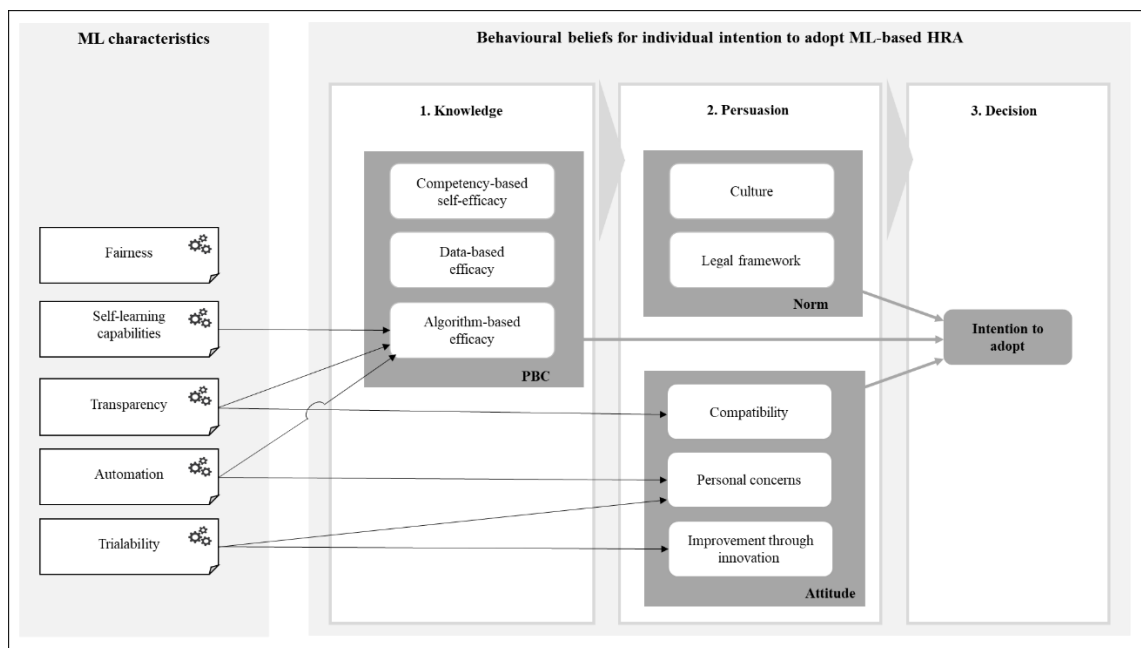 ML characteristics
Behavioural beliefs for individual intention to adopt ML-based HRA
1. Knowledge
2. Persuasion
3. Decision
Competency-based
self-efficacy
Data-based
efficacy
Algorithm-based
efficacy
PBC
Culture
Legal framework
Norm
Fairness
Self-learning
capabilities
Transparency
Automation
Trialability
Compatibility
Personal concerns
Improvement through
innovation
Attitude
Intention to
adopt